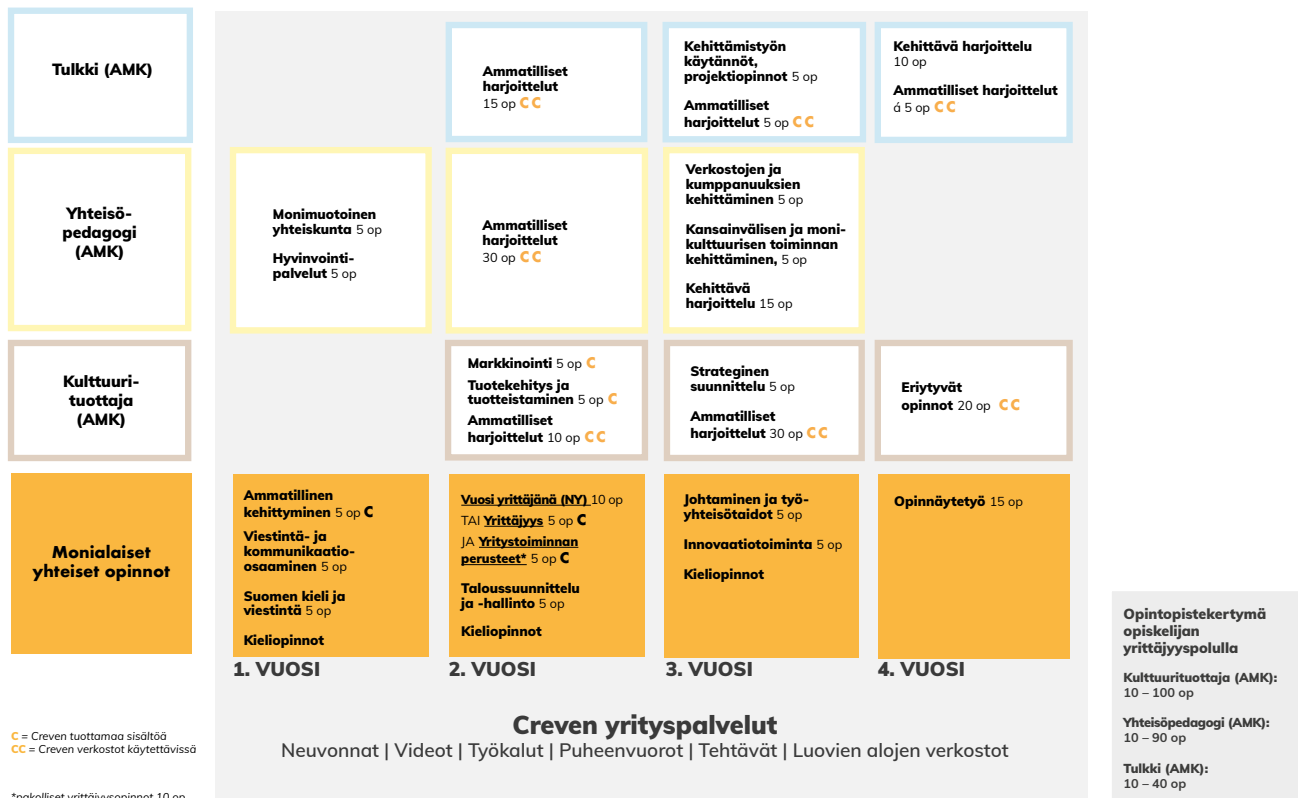 Tulkki (AMK)
Ammatilliset
harjoittelut
15 op C C
Kehittämistyön
käytännöt,
projektiopinnot 5 op
Ammatilliset
harjoittelut 5 op C C
Kehittävä harjoittelu
10 op
Ammatilliset harjoittelut
á 5 op C C
Yhteisö-
pedagogi
(AMK)
Monimuotoinen
yhteiskunta 5 op
Hyvinvointi-
palvelut 5 op
Ammatilliset
harjoittelut
30 op C C
Verkostojen ja
kumppanuuksien
kehittäminen 5 op
Kansainvälisen ja moni-
kulttuurisen toiminnan
kehittäminen, 5 op
Kehittävä
harjoittelu 15 op
Kulttuuri-
tuottaja
(AMK)
Markkinointi 5 op C
Tuotekehitys ja
tuotteistaminen 5 op C
Ammatilliset
harjoittelut 10 op C C
Strateginen
suunnittelu 5 op
Ammatilliset
harjoittelut 30 op C C
Eriytyvät
opinnot 20 op C C
Monialaiset
yhteiset opinnot
Ammatillinen
kehittyminen 5 op C
Viestintä- ja
kommunikaatio-
osaaminen 5 op
Suomen kieli ja
viestintä 5 op
Kieliopinnot
Vuosi yrittäjänä (NY) 10 op
TAI Yrittäjyys 5 op C
JA Yritystoiminnan
perusteet* 5 op C
Taloussuunnittelu
ja -hallinto 5 op
Kieliopinnot
Johtaminen ja työ-
yhteisötaidot 5 op
Innovaatiotoiminta 5 op
Kieliopinnot
Opinnäytetyö 15 op
1. VUOSI
2. VUOSI
3. VUOSI
4. VUOSI
Creven yrityspalvelut
Neuvonnat | Videot | Työkalut | Puheenvuorot | Tehtävät | Luovien alojen verkostot
C = Creven tuottamaa sisältöä
CC = Creven verkostot käytettävissä
*pakolliset yrittäjyysopinnot 10 op
Opintopistekertymä
opiskelijan
yrittäjyyspolulla
Kulttuurituottaja (AMK):
10 – 100 op
Yhteisöpedagogi (AMK):
10 – 90 op
Tulkki (AMK):
10 – 40 op